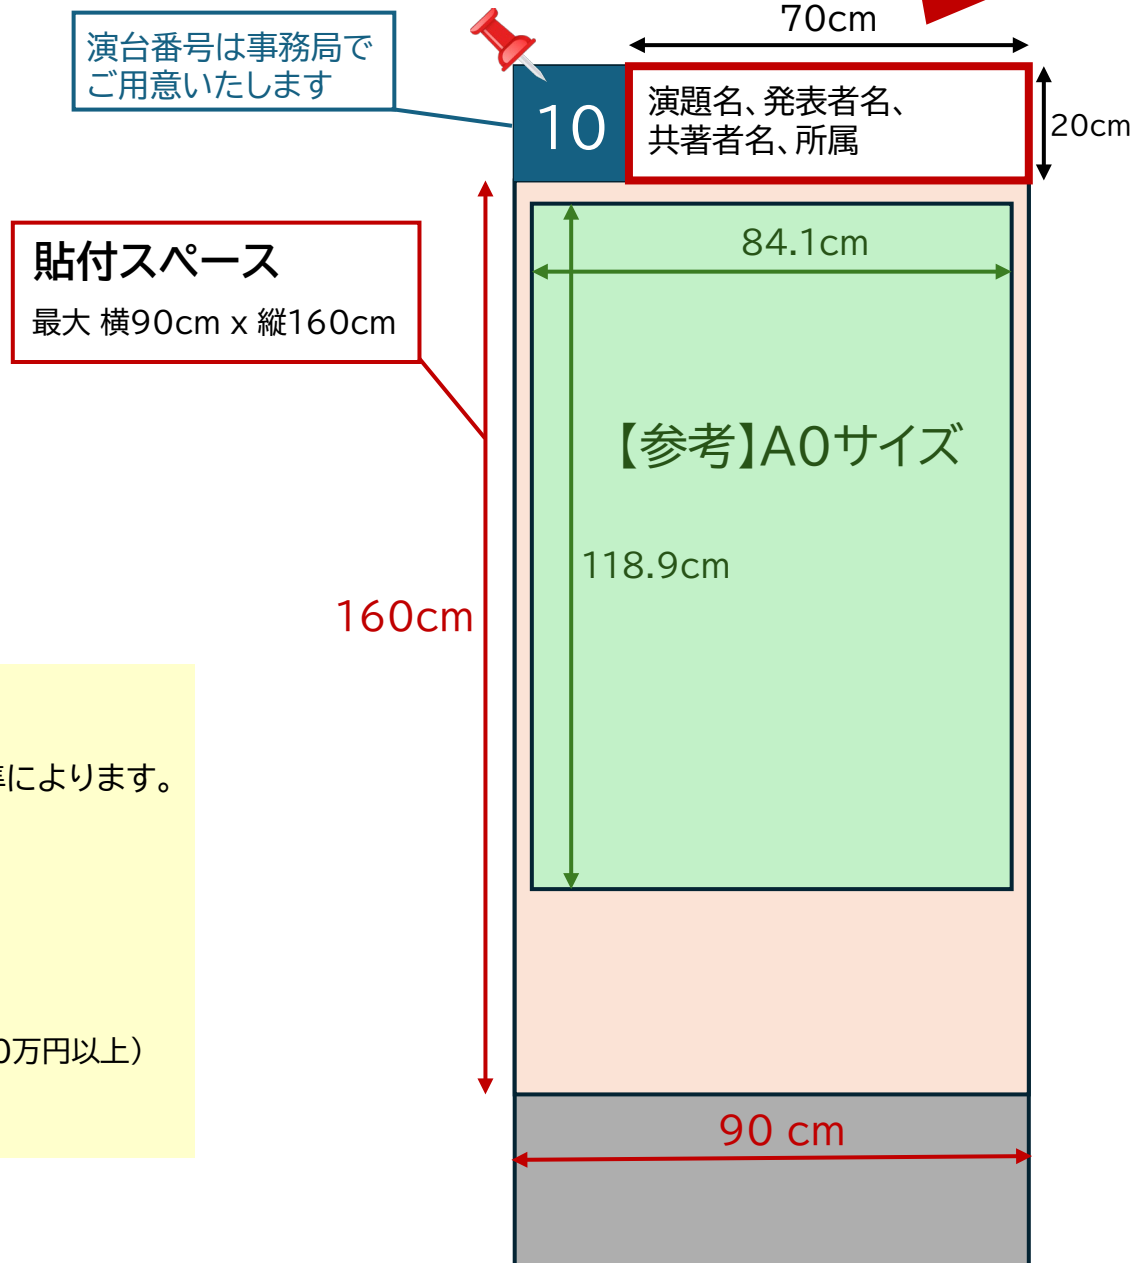 70cm
演台番号は事務局で
ご用意いたします
10
演題名、発表者名、
共著者名、所属
20cm
貼付スペース
最大 横90cm x 縦160cm
84.1cm
【参考】A0サイズ
118.9cm
160cm
によります。
0万円以上）
90 cm